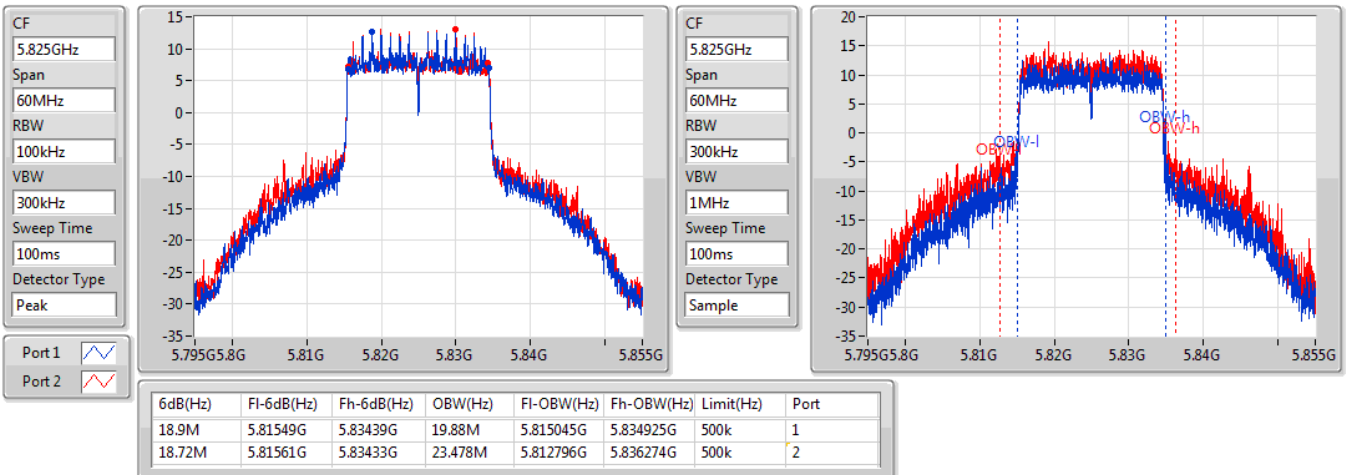 CF
5.825GHz
Span
60MHz
RBW
100kHz
VBW
300kHz
Sweep Time
100ms
Detector Type
Peak
Port 1
Port 2
15
10
5
0
-5
-10
-15
-20
-25
-30
-35
5.795G 5.8G 5.81G 5.82G 5.83G 5.84G 5.855G
CF
5.825GHz
Span
60MHz
RBW
300kHz
VBW
1MHz
Sweep Time
100ms
Detector Type
Sample
20
15
10
5
0
-5
-10
-15
-20
-25
-30
-35
OBW-l
OBW-h
OBW-h
5.795G 5.8G 5.81G 5.82G 5.83G 5.84G 5.855G
6dB(Hz) Fl-6dB(Hz) Fh-6dB(Hz) OBW(Hz) Fl-OBW(Hz) Fh-OBW(Hz) Limit(Hz) Port
18.9M 5.81549G 5.83439G 19.88M 5.815045G 5.834925G 500k 1
18.72M 5.81561G 5.83433G 23.478M 5.812796G 5.836274G 500k 2